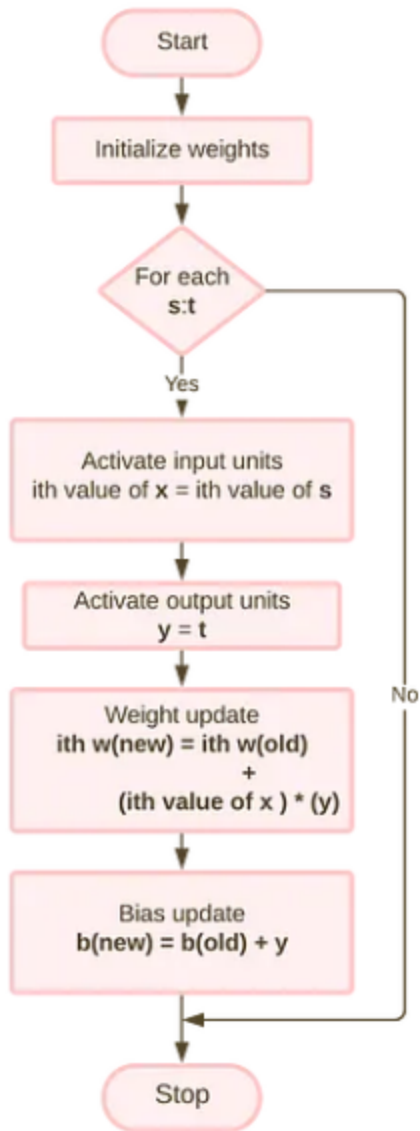 Start
Initialize weights
For each
s:t
Yes
Activate input units
ith value of x = ith value of s
Activate output units
y = t
No
Weight update
ith w(new) = ith w(old)
+
(ith value of x ) * (y)
Bias update
b(new) = b(old) + y
Stop